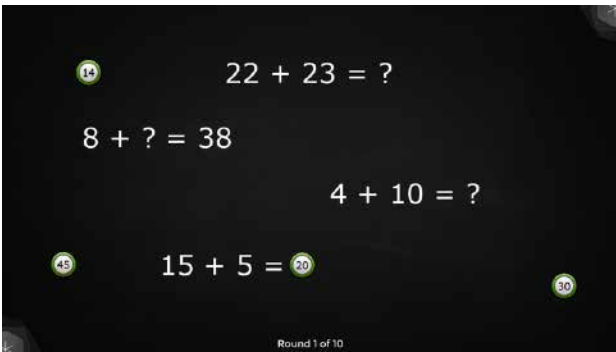 14
22 + 23 = ?
8 + ? = 38
4 + 10 = ?
45
15 + 5 = 20
30
Round 1 of 10